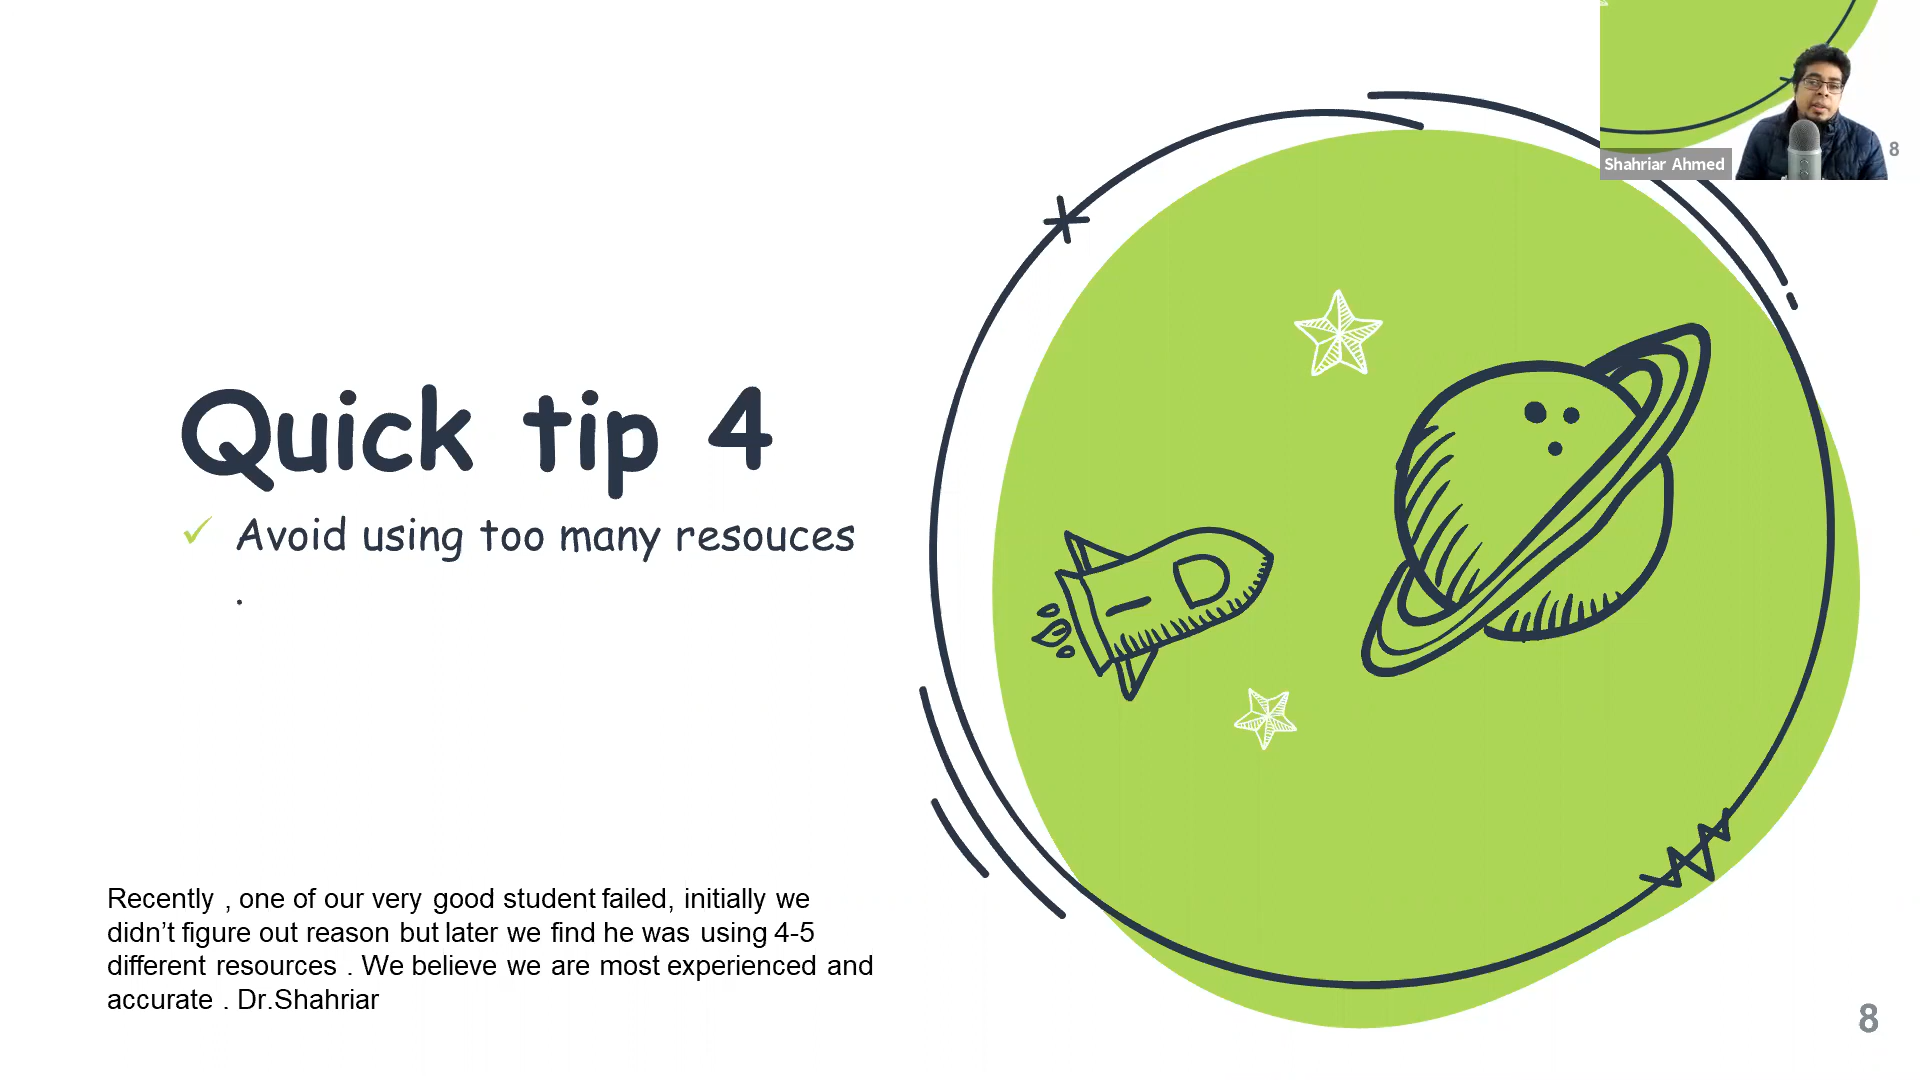 Shahriar Ahmed
8
Quick tip 4
✓ Avoid using too many resouces
.
Recently , one of our very good student failed, initially we
didn’t figure out reason but later we find he was using 4-5
different resources . We believe we are most experienced and
accurate . Dr.Shahriar
8